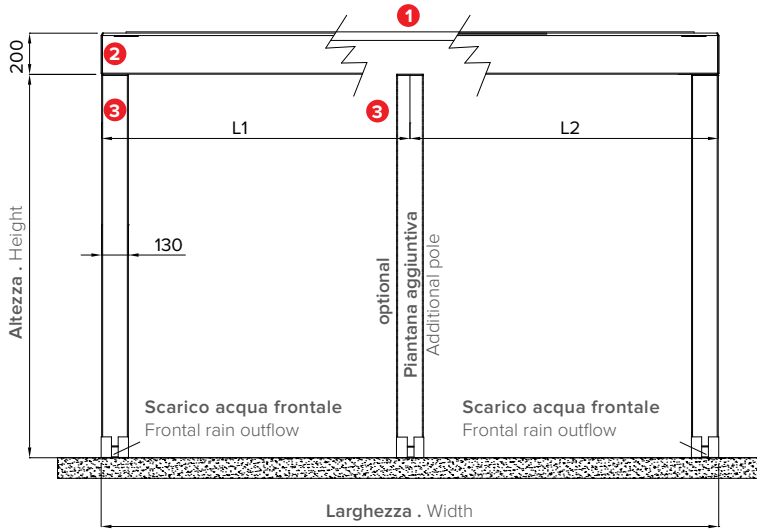 1
200
2
3
3
L1
L2
Altezza . Height
130
optional
Piantana aggiuntiva
Additional pole
Scarico acqua frontale
Frontal rain outflow
Scarico acqua frontale
Frontal rain outflow
Larghezza . Width